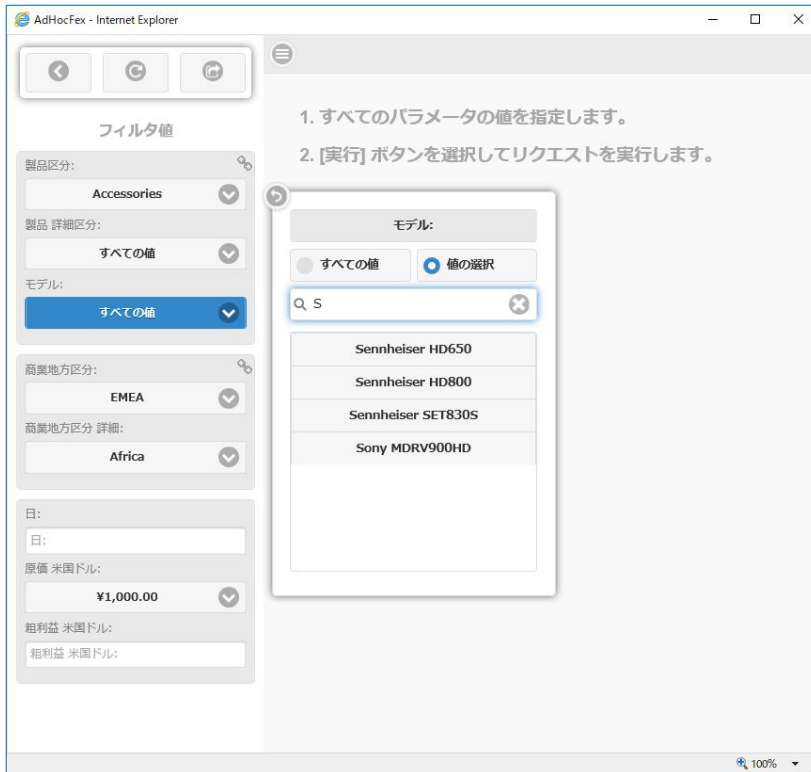 AdHocFex - Internet Explorer
フィルタ値
製品区分:
Accessories
製品 詳細区分:
すべての値
モデル:
すべての値
商業地方区分:
EMEA
商業地方区分 詳細:
Africa
日:
日:
原価 米国ドル:
¥1,000.00
粗利益 米国ドル:
粗利益 米国ドル:
1. すべてのパラメータの値を指定します。
2. [実行] ボタンを選択してリクエストを実行します。
モデル:
すべての値
値の選択
S
Sennheiser HD650
Sennheiser HD800
Sennheiser SET830S
Sony MDRV900HD
100%